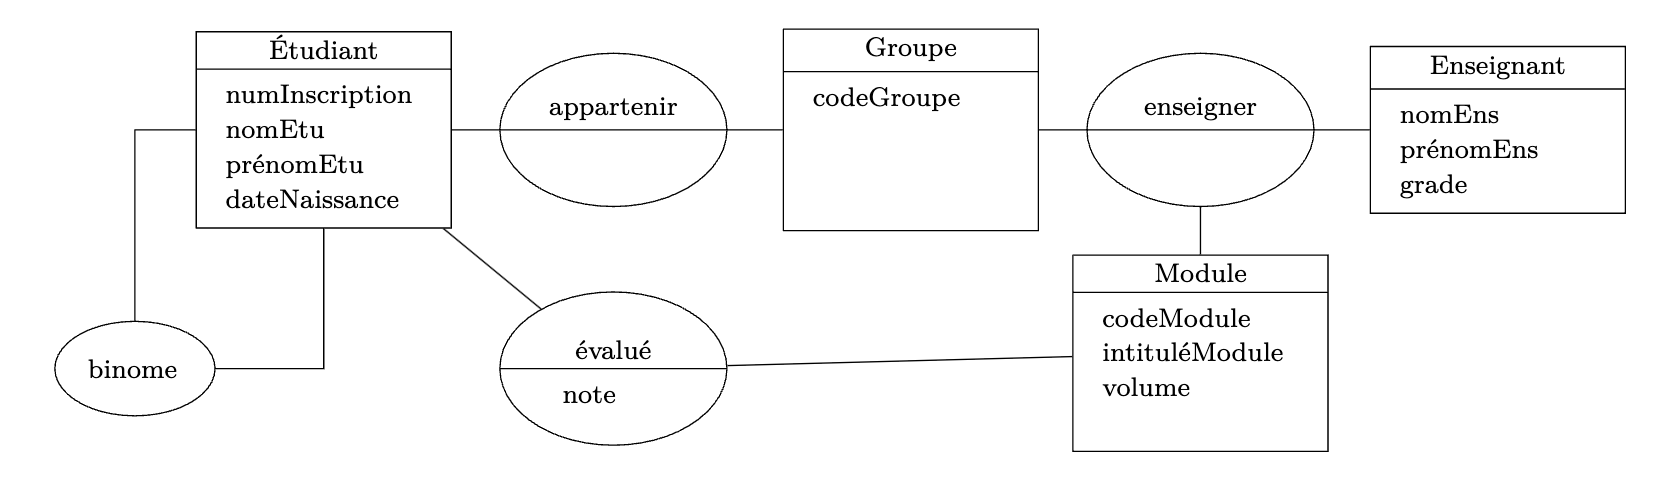 Étudiant
numInscription
nomEtu
prénomEtu
dateNaissance
appartenir
Groupe
codeGroupe
enseigner
Enseignant
nomEns
prénomEns
grade
binome
évalué
note
Module
codeModule
intituléModule
volume